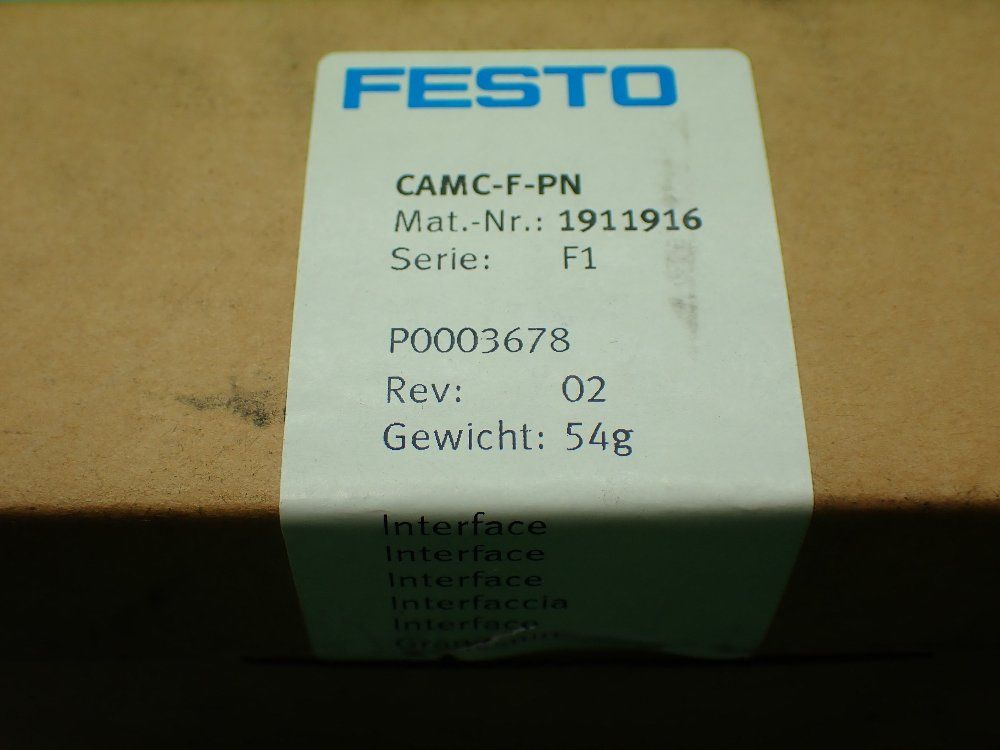 FESTO
CAMC-F-PN
Mat.-Nr.: 1911916
Serie: F1
P0003678
Rev: 02
Gewicht: 54g
Interface
Interface
Interface
Interfaccia
Interface